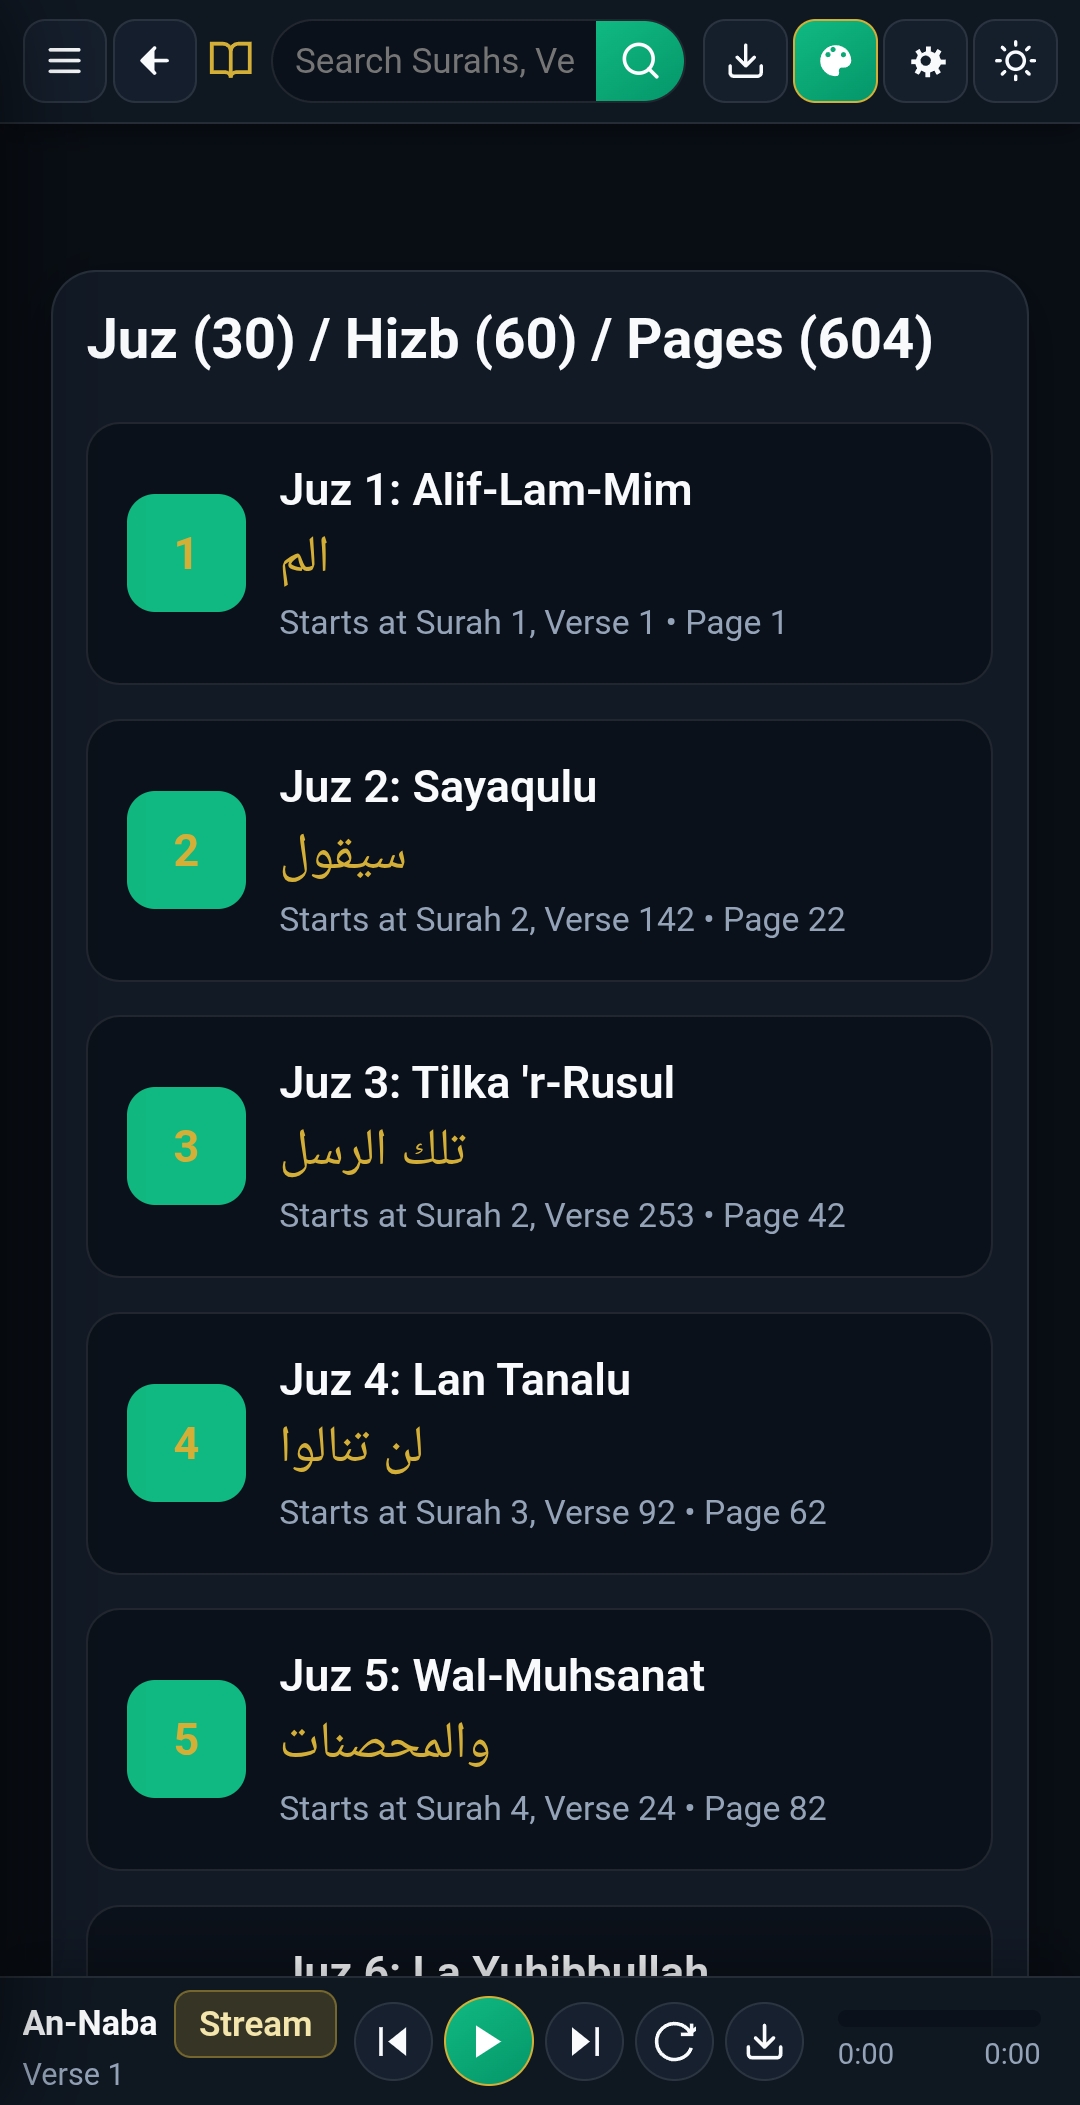 Search Surahs, Ve
Juz (30) / Hizb (60) / Pages (604)
1
Juz 1: Alif-Lam-Mim
الم
Starts at Surah 1, Verse 1 • Page 1
2
Juz 2: Sayaqulu
سيقول
Starts at Surah 2, Verse 142 • Page 22
3
Juz 3: Tilka 'r-Rusul
تلك الرسل
Starts at Surah 2, Verse 253 • Page 42
4
Juz 4: Lan Tanalu
لن تنالوا
Starts at Surah 3, Verse 92 • Page 62
5
Juz 5: Wal-Muhsanat
والمحصنات
Starts at Surah 4, Verse 24 • Page 82
Juz 6: La Yuhibbullah
An-Naba Stream
Verse 1
0:00 0:00